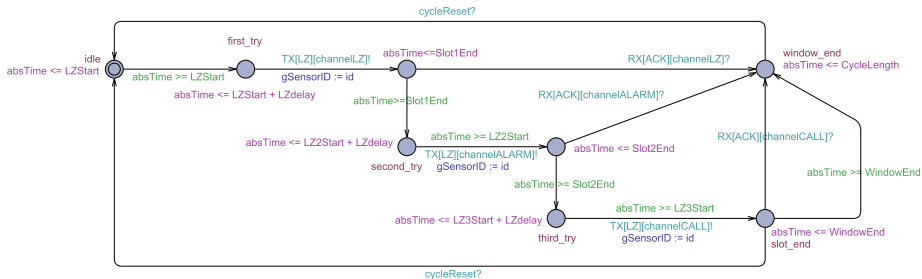 cycleReset?
first_try
idle
TX[LZ][channelLZ]!
absTime<=Slot1End
RX[ACK][channelLZ]?
window_end
absTime <= LZStart
absTime >= LZStart
gSensorID := id
absTime <= CycleLength
absTime <= LZStart + LZdelay
absTime>=Slot1End
RX[ACK][channelALARM]?
absTime <= LZ2Start + LZdelay
absTime >= LZ2Start
RX[ACK][channelCALL]?
TX[LZ][channelALARM]!
absTime <= Slot2End
second_try
gSensorID := id
absTime >= WindowEnd
absTime >= Slot2End
absTime >= LZ3Start
absTime <= LZ3Start + LZdelay
TX[LZ][channelCALL]!
absTime <= WindowEnd
third_try
gSensorID := id
slot_end
cycleReset?